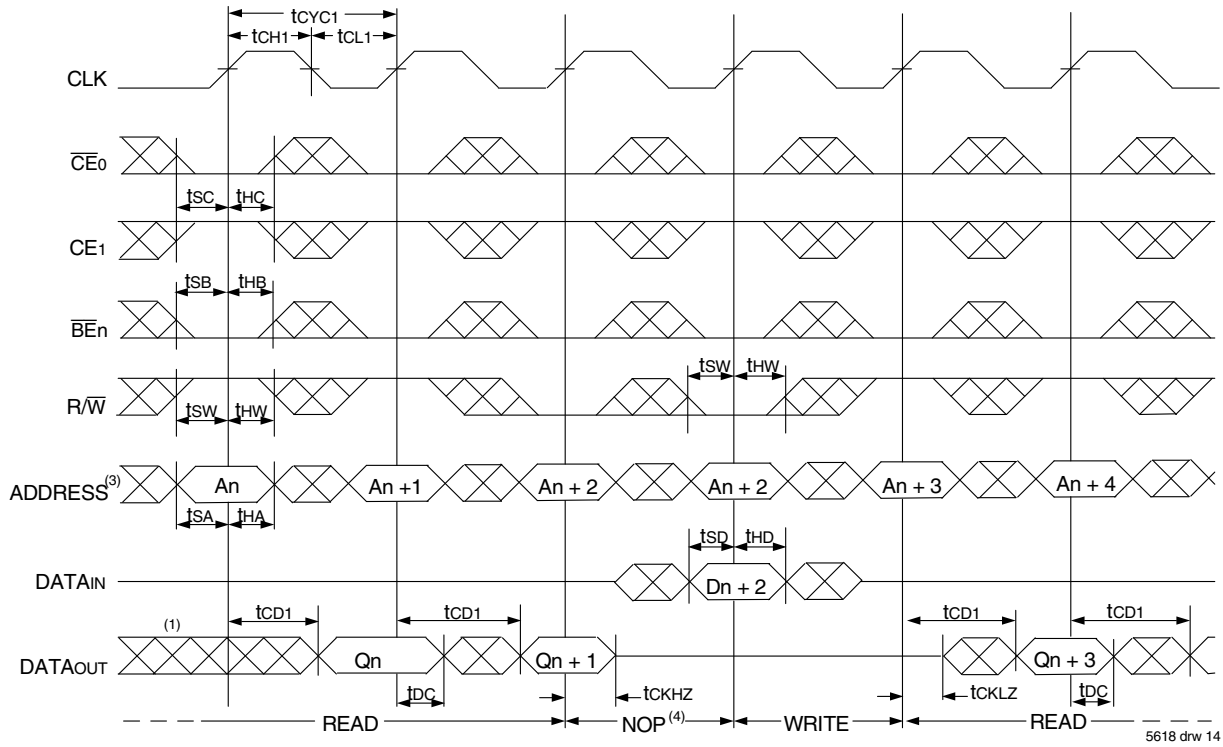 tCYC1
tCH1 tCL1
CLK
CE0
tSC tHC
CE1
tSB tHB
BEn
tSW tHW
R/W
tSW tHW
ADDRESS(3) An An +1 An + 2 An + 2 An + 3 An + 4
tSA tHA
tSD tHD
DATAIN Dn + 2
(1) tCD1 tCD1 tCD1 tCD1
DATAOUT Qn Qn + 1 Qn + 3
tDC tCKHZ tCKLZ tDC
READ NOP(4) WRITE READ
5618 drw 14